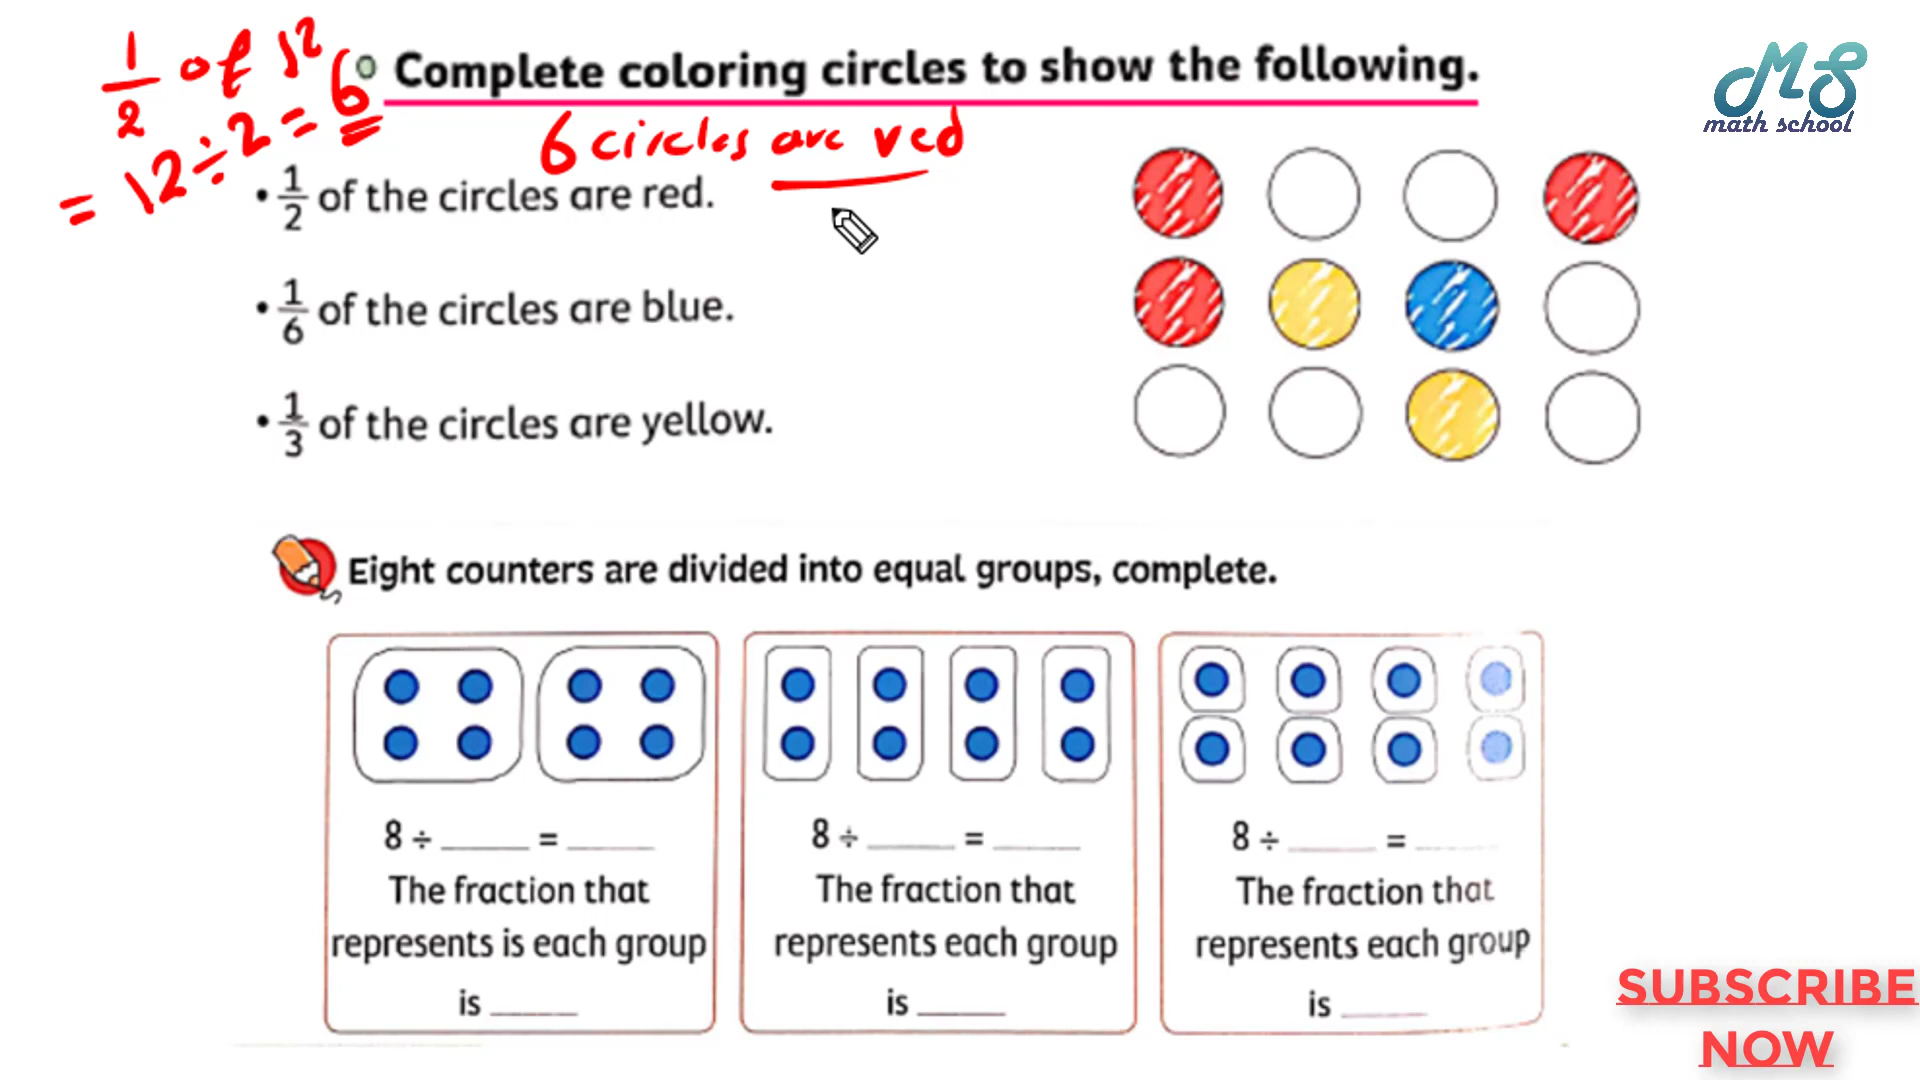 1/2 of 12
= 12 ÷ 2 = 6
Complete coloring circles to show the following.
MS
math school
6 circles are red
• 1/2 of the circles are red.
• 1/6 of the circles are blue.
• 1/3 of the circles are yellow.
Eight counters are divided into equal groups, complete.
8 ÷ ____ = ____
The fraction that
represents is each group
is ____
8 ÷ ____ = ____
The fraction that
represents each group
is ____
8 ÷ ____ = ____
The fraction that
represents each group
is ____
SUBSCRIBE
NOW